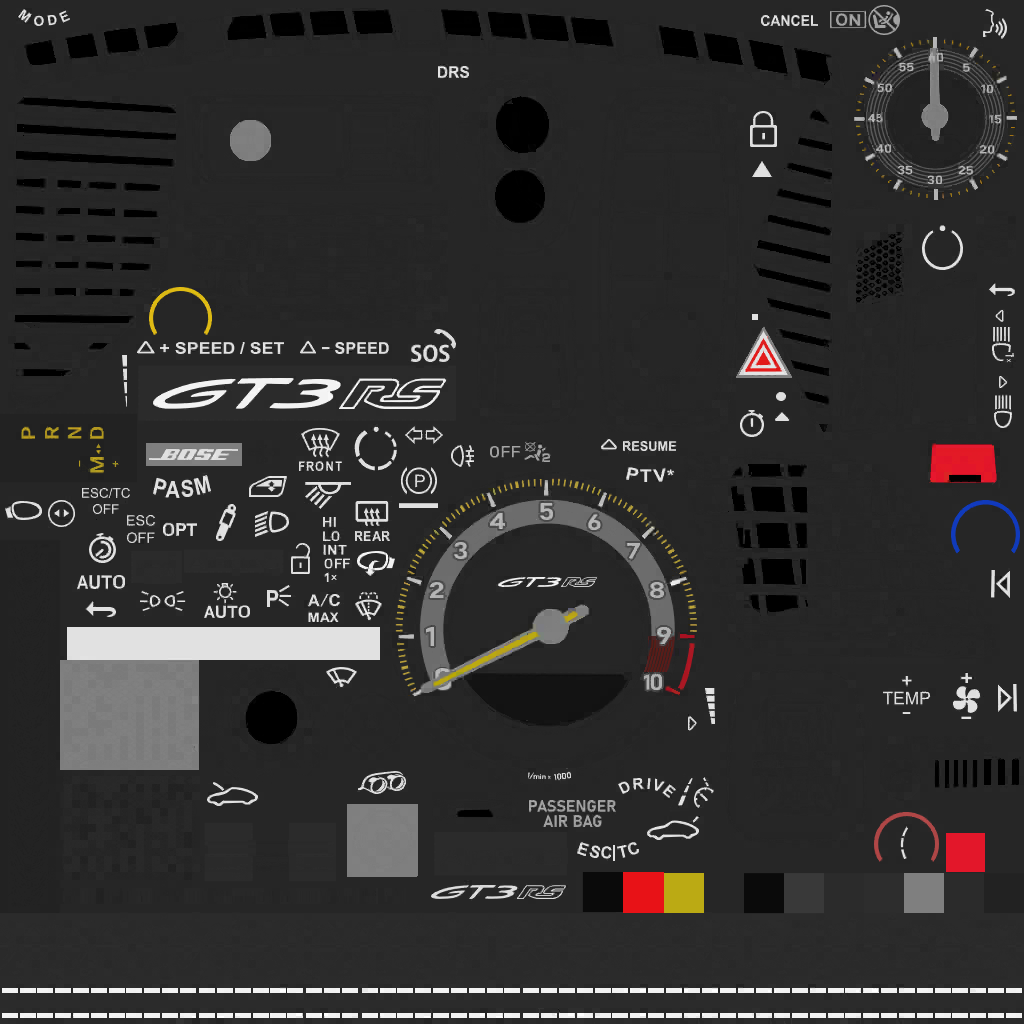 MODE
CANCEL ON
DRS
60
55 5
50 10
45 15
40 20
35 25
30
+ SPEED / SET - SPEED SOS
GT3 RS
P R N D
M
- +
BOSE
FRONT
OFF 2
RESUME
PTV*
PASM
P
ESC/TC
OFF
ESC
OFF
OPT
HI
LO
INT
OFF
1x
REAR
AUTO
AUTO
P
A/C
MAX
0
1
2
3
4
5
6
7
8
9
10
GT3 RS
+
TEMP
-
+
-
1/min x 1000
DRIVE
PASSENGER
AIR BAG
ESC|TC
GT3 RS